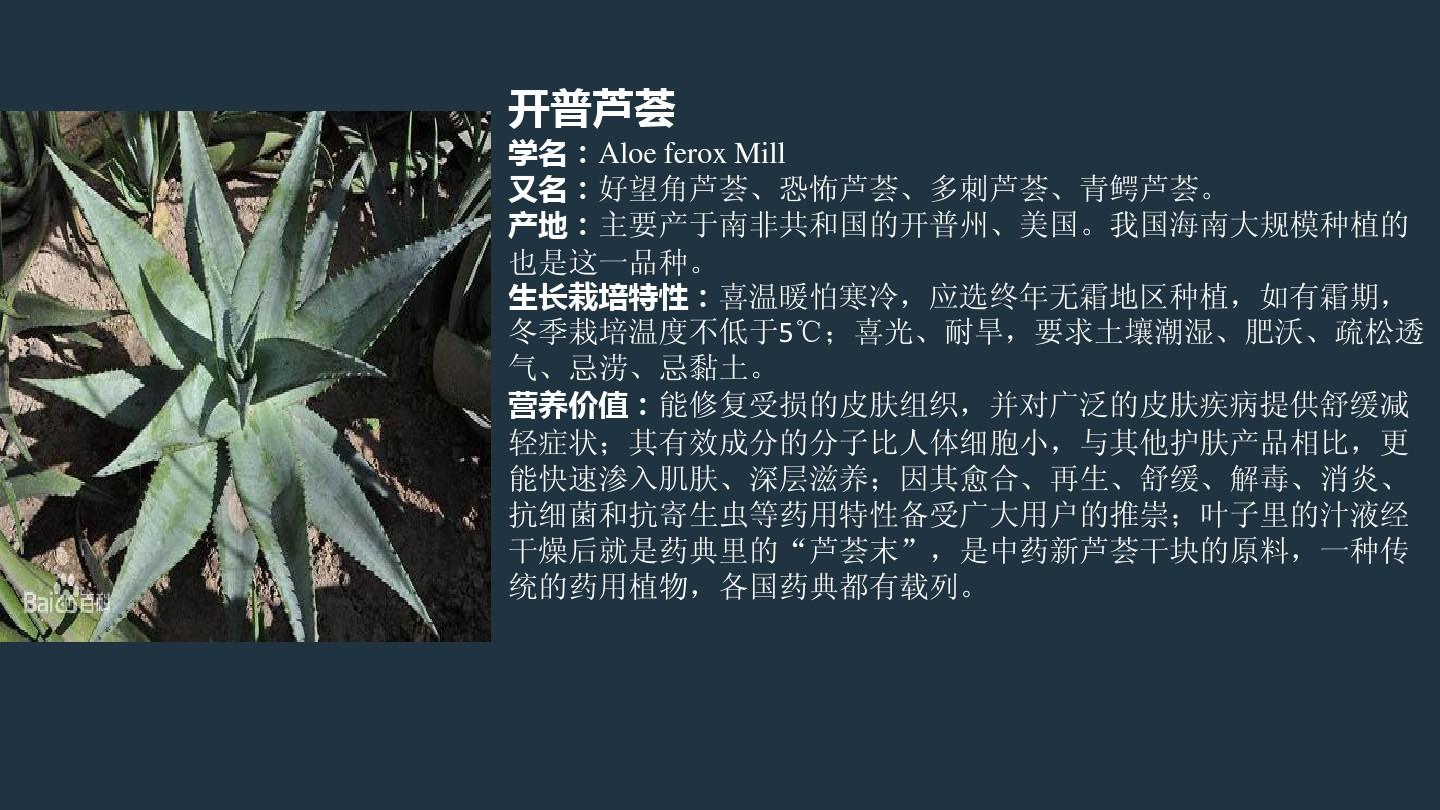 开普芦荟
学名：Aloe ferox Mill
又名：好望角芦荟、恐怖芦荟、多刺芦荟、青鳄芦荟。
产地：主要产于南非共和国的开普州、美国。我国海南大规模种植的
也是这一品种。
生长栽培特性：喜温暖怕寒冷，应选终年无霜地区种植，如有霜期，
冬季栽培温度不低于5℃；喜光、耐旱，要求土壤潮湿、肥沃、疏松透
气、忌涝、忌黏土。
营养价值：能修复受损的皮肤组织，并对广泛的皮肤疾病提供舒缓减
轻症状；其有效成分的分子比人体细胞小，与其他护肤产品相比，更
能快速渗入肌肤、深层滋养；因其愈合、再生、舒缓、解毒、消炎、
抗细菌和抗寄生虫等药用特性备受广大用户的推崇；叶子里的汁液经
干燥后就是药典里的“芦荟末”，是中药新芦荟干块的原料，一种传
统的药用植物，各国药典都有载列。
Bai百科